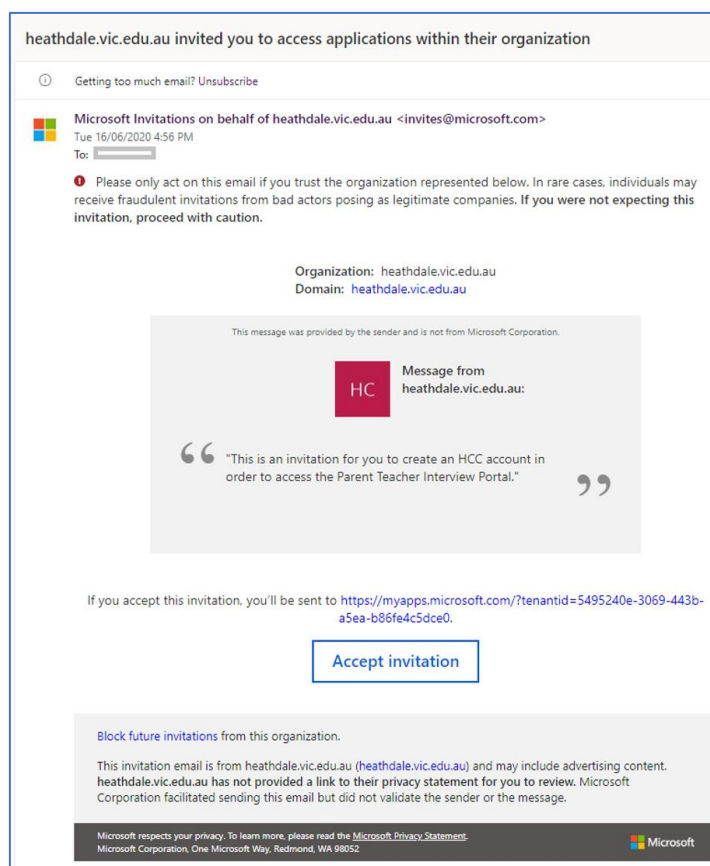 heathdale.vic.edu.au invited you to access applications within their organization
Getting too much email? Unsubscribe
Microsoft Invitations on behalf of heathdale.vic.edu.au <invites@microsoft.com>
Tue 16/06/2020 4:56 PM
To:
Please only act on this email if you trust the organization represented below. In rare cases, individuals may
receive fraudulent invitations from bad actors posing as legitimate companies. If you were not expecting this
invitation, proceed with caution.
Organization: heathdale.vic.edu.au
Domain: heathdale.vic.edu.au
This message was provided by the sender and is not from Microsoft Corporation.
HC
Message from
heathdale.vic.edu.au:
"This is an invitation for you to create an HCC account in
order to access the Parent Teacher Interview Portal."
If you accept this invitation, you'll be sent to https://myapps.microsoft.com/?tenantid=5495240e-3069-443b-
a5ea-b86fe4c5dce0.
Accept invitation
Block future invitations from this organization.
This invitation email is from heathdale.vic.edu.au (heathdale.vic.edu.au) and may include advertising content.
heathdale.vic.edu.au has not provided a link to their privacy statement for you to review. Microsoft
Corporation facilitated sending this email but did not validate the sender or the message.
Microsoft respects your privacy. To learn more, please read the Microsoft Privacy Statement.
Microsoft Corporation, One Microsoft Way, Redmond, WA 98052
Microsoft